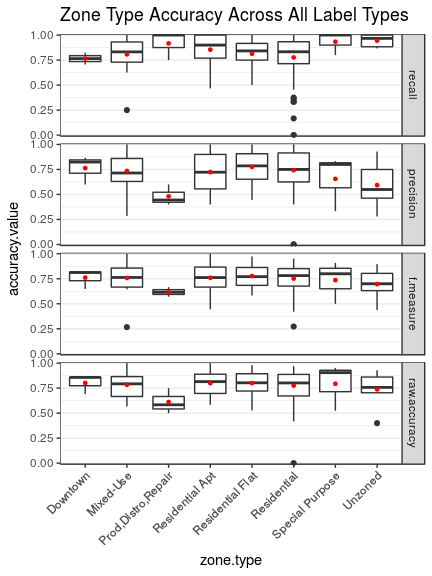 Zone Type Accuracy Across All Label Types
accuracy.value
1.00
0.75
0.50
0.25
0.00
recall
1.00
0.75
0.50
0.25
0.00
precision
1.00
0.75
0.50
0.25
0.00
f.measure
1.00
0.75
0.50
0.25
0.00
raw.accuracy
Downtown
Mixed-Use
Prod,Distro,Repair
Residential Apt
Residential Flat
Residential
Special Purpose
Unzoned
zone.type